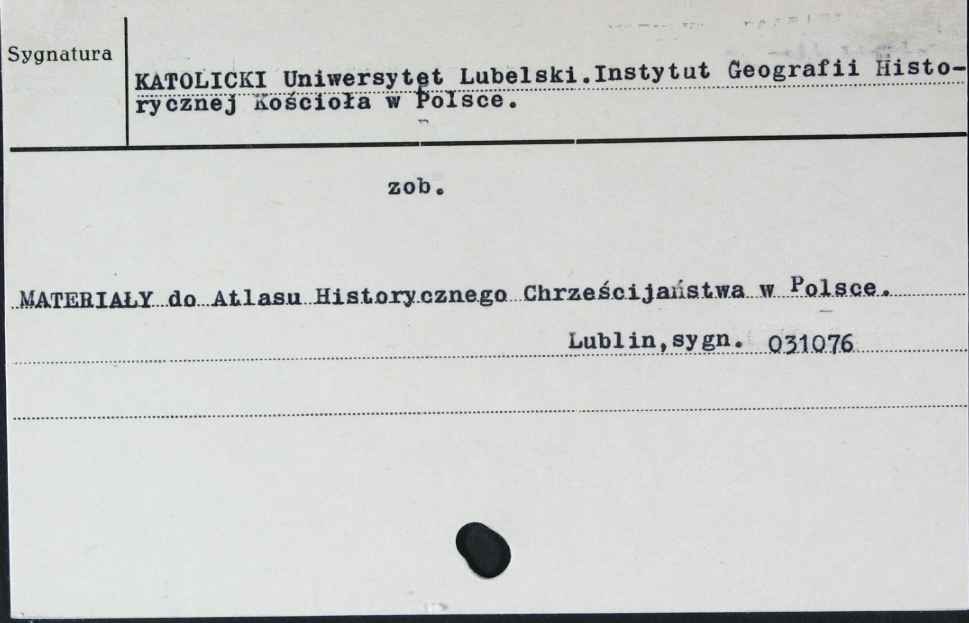 Sygnatura
KATOLICKI Uniwersytet Lubelski.Instytut Geografii Histo-
rycznej Kościoła w Polsce.
zob.
MATERIAŁY do Atlasu Historycznego Chrześcijaństwa w Polsce.
Lublin,sygn. 031076